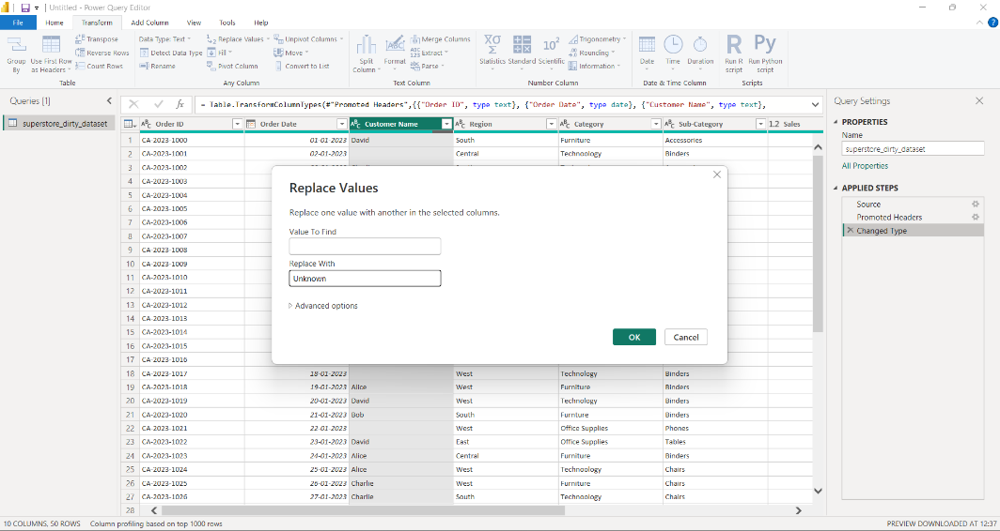 Untitled - Power Query Editor
File Home Transform Add Column View Tools Help
Transpose Data Type: Text Replace Values Unpivot Columns Merge Columns Trigonometry
Group By Use First Row as Headers Reverse Rows Detect Data Type Fill Move Split Column Format Extract Statistics Standard Scientific Rounding Date Time Duration Run R script Run Python script
Count Rows Rename Pivot Column Convert to List Parse Information
Table Any Column Text Column Number Column Date & Time Column Scripts
Queries [1]
superstore_dirty_dataset
= Table.TransformColumnTypes(#"Promoted Headers",{{"Order ID", type text}, {"Order Date", type date}, {"Customer Name", type text},
Order ID Order Date Customer Name Region Category Sub-Category 1.2 Sales
1 CA-2023-1000 01-01-2023 David South Furniture Accessories
2 CA-2023-1001 02-01-2023 Central Technology Binders
3 CA-2023-1002
4 CA-2023-1003
5 CA-2023-1004
6 CA-2023-1005
7 CA-2023-1006
8 CA-2023-1007
9 CA-2023-1008
10 CA-2023-1009
11 CA-2023-1010
12 CA-2023-1011
13 CA-2023-1012
14 CA-2023-1013
15 CA-2023-1014
16 CA-2023-1015
17 CA-2023-1016
18 CA-2023-1017 18-01-2023 West Technology Binders
19 CA-2023-1018 19-01-2023 Alice West Furniture Binders
20 CA-2023-1019 20-01-2023 David West Technology Binders
21 CA-2023-1020 21-01-2023 Bob South Furnture Binders
22 CA-2023-1021 22-01-2023 West Office Supplies Phones
23 CA-2023-1022 23-01-2023 David East Office Supplies Tables
24 CA-2023-1023 24-01-2023 Alice Central Furniture Binders
25 CA-2023-1024 25-01-2023 Alice West Technoogy Chairs
26 CA-2023-1025 26-01-2023 Charlie West Furniture Chairs
27 CA-2023-1026 27-01-2023 Charlie South Technoogy Chairs
28
Replace Values
Replace one value with another in the selected columns.
Value To Find
Replace With
Unknown
Advanced options
OK Cancel
Query Settings
PROPERTIES
Name
superstore_dirty_dataset
All Properties
APPLIED STEPS
Source
Promoted Headers
Changed Type
10 COLUMNS, 50 ROWS Column profiling based on top 1000 rows PREVIEW DOWNLOADED AT 12:37